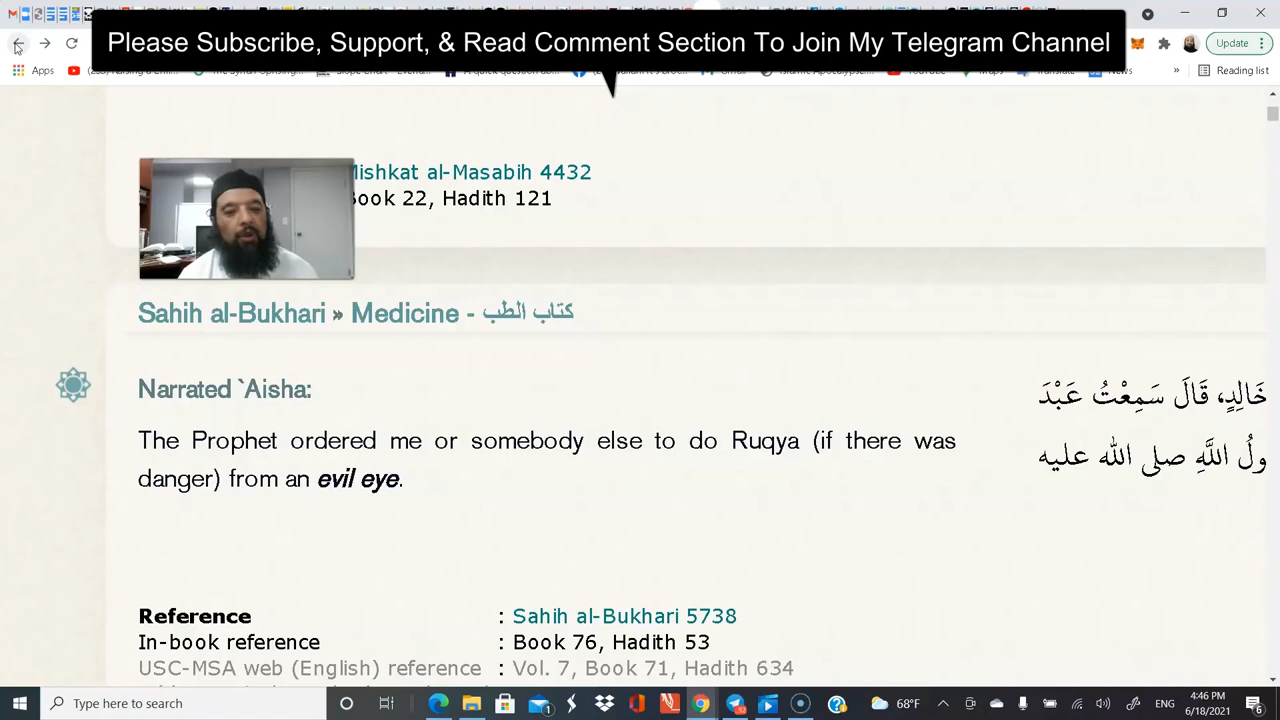 Please Subscribe, Support, & Read Comment Section To Join My Telegram Channel
Update
Apps
Reading list
Mishkat al-Masabih 4432
Book 22, Hadith 121
Sahih al-Bukhari » Medicine - كتاب الطب
Narrated `Aisha:
خَالِدٍ، قَالَ سَمِعْتُ عَبْدَ
The Prophet ordered me or somebody else to do Ruqya (if there was
ولُ اللَّهِ صلى الله عليه
danger) from an evil eye.
Reference : Sahih al-Bukhari 5738
In-book reference : Book 76, Hadith 53
USC-MSA web (English) reference : Vol. 7, Book 71, Hadith 634
Type here to search
68°F
ENG
4:46 PM
6/18/2021